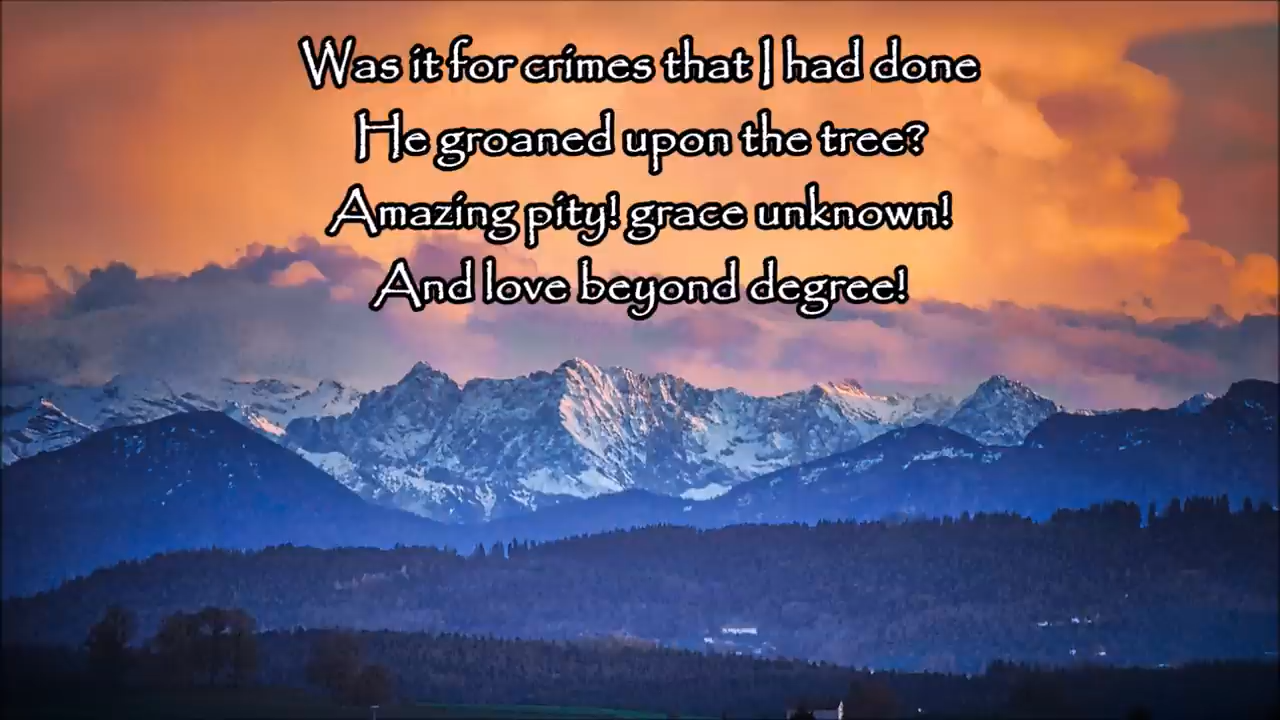 Was it for crimes that I had done
He groaned upon the tree?
Amazing pity! grace unknown!
And love beyond degree!